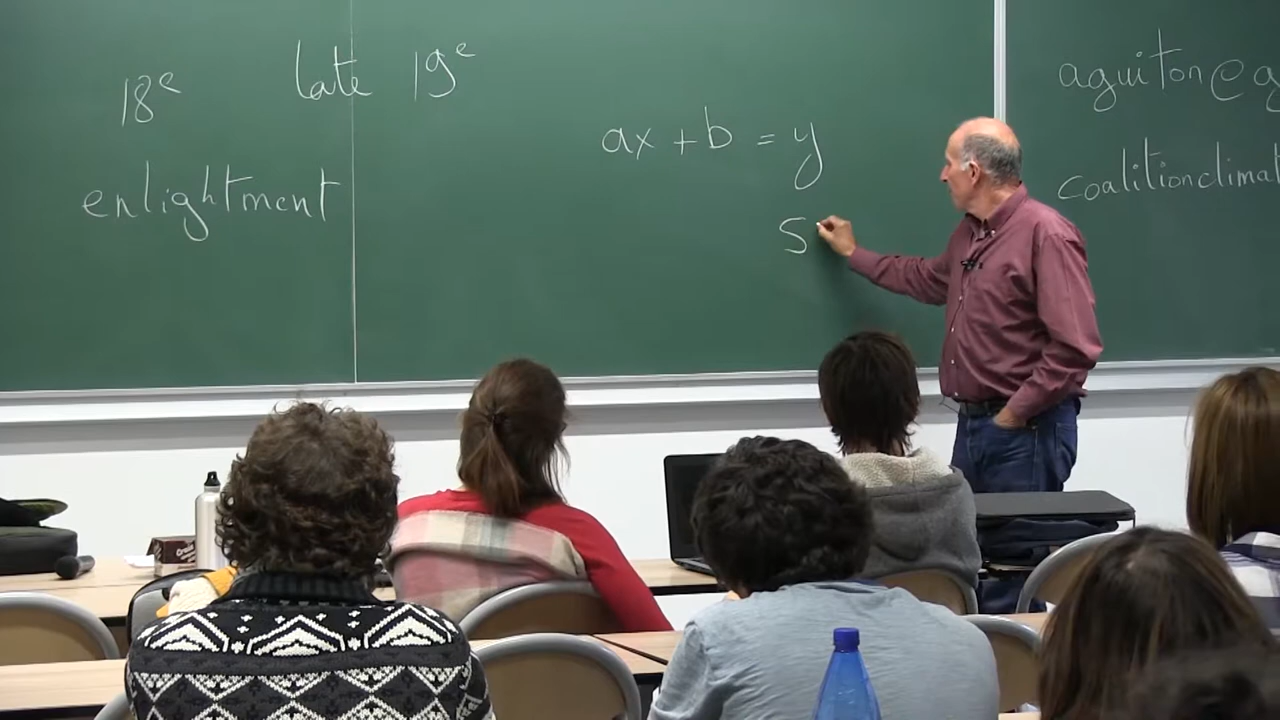 18e late 19e
enlightment
ax + b = y
S
aguiton@g
coalitionclimat